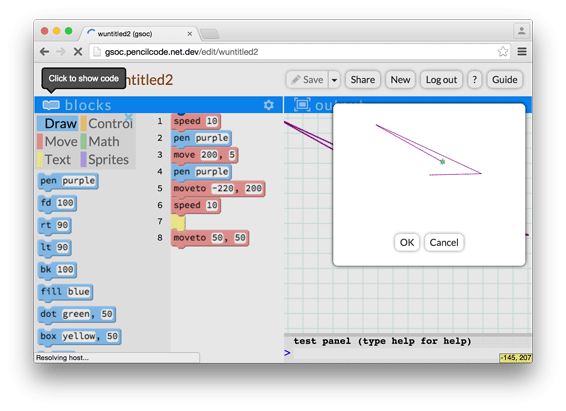 wuntitled2 (gsoc)
gsoc.pencilcode.net.dev/edit/wuntitled2
Click to show code
ntitled2
Save
Share
New
Log out
?
Guide
blocks
Draw
Control
Move
Math
Text
Sprites
pen purple
fd 100
rt 90
lt 90
bk 100
fill blue
dot green, 50
box yellow, 50
1 speed 10
2 pen purple
3 move 200, 5
4 pen purple
5 moveto -220, 200
6 speed 10
7
8 moveto 50, 50
OK
Cancel
test panel (type help for help)
>
-145, 207
Resolving host...